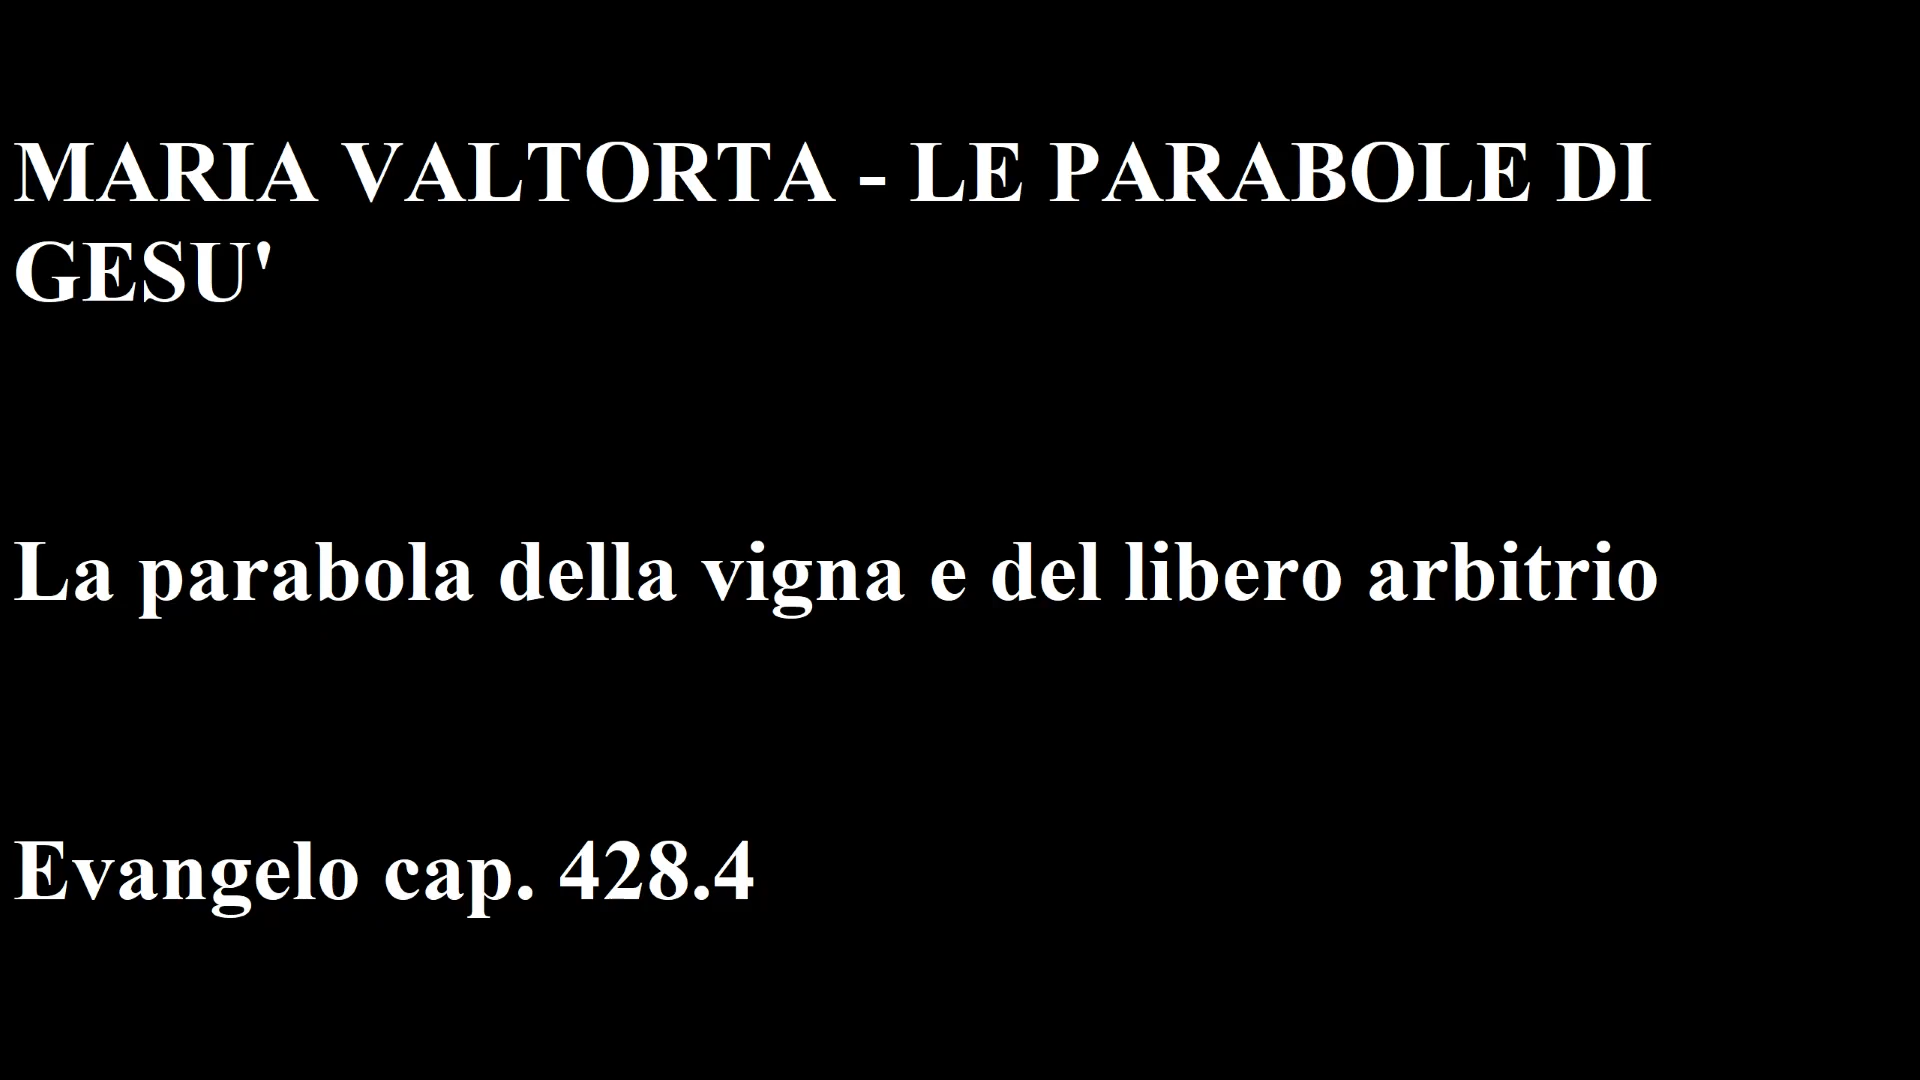 MARIA VALTORTA - LE PARABOLE DI
GESU'
La parabola della vigna e del libero arbitrio
Evangelo cap. 428.4